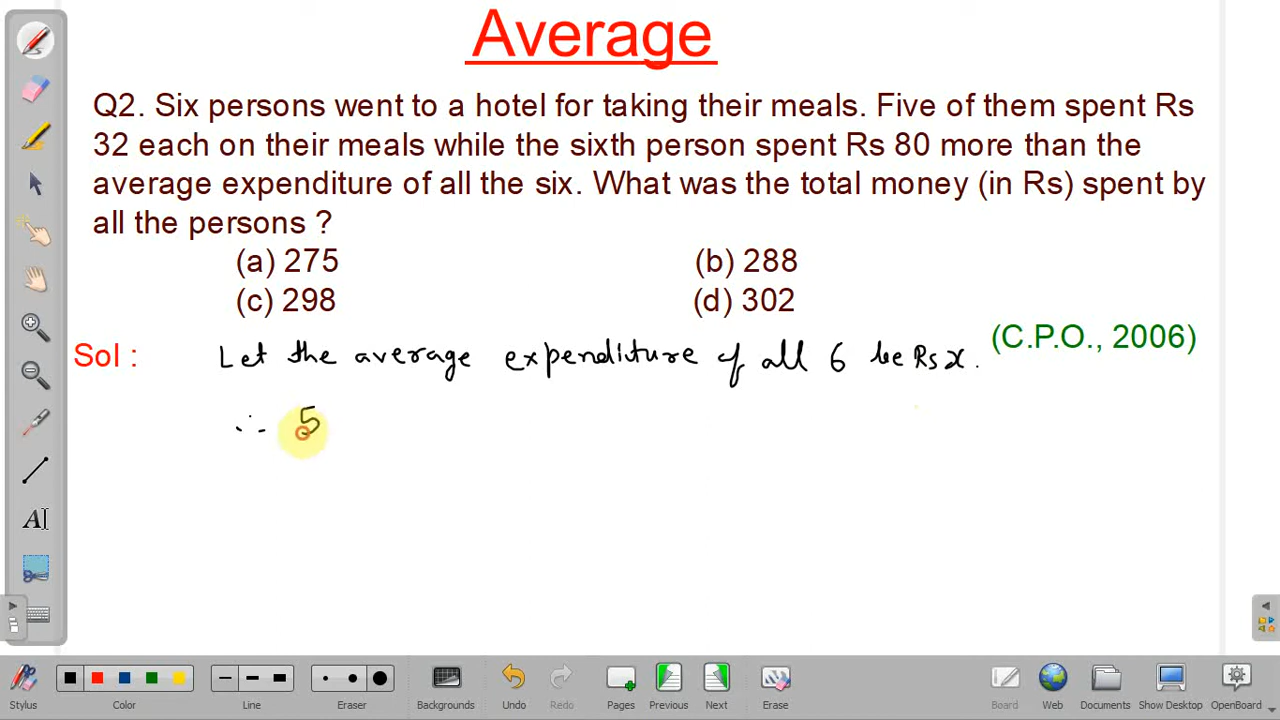 Average
Q2. Six persons went to a hotel for taking their meals. Five of them spent Rs
32 each on their meals while the sixth person spent Rs 80 more than the
average expenditure of all the six. What was the total money (in Rs) spent by
all the persons ?
(a) 275 (b) 288
(c) 298 (d) 302
(C.P.O., 2006)
Sol : Let the average expenditure of all 6 be Rs x .
∴ 5
Stylus Color Line Eraser Backgrounds Undo Redo Pages Previous Next Erase Board Web Documents Show Desktop OpenBoard